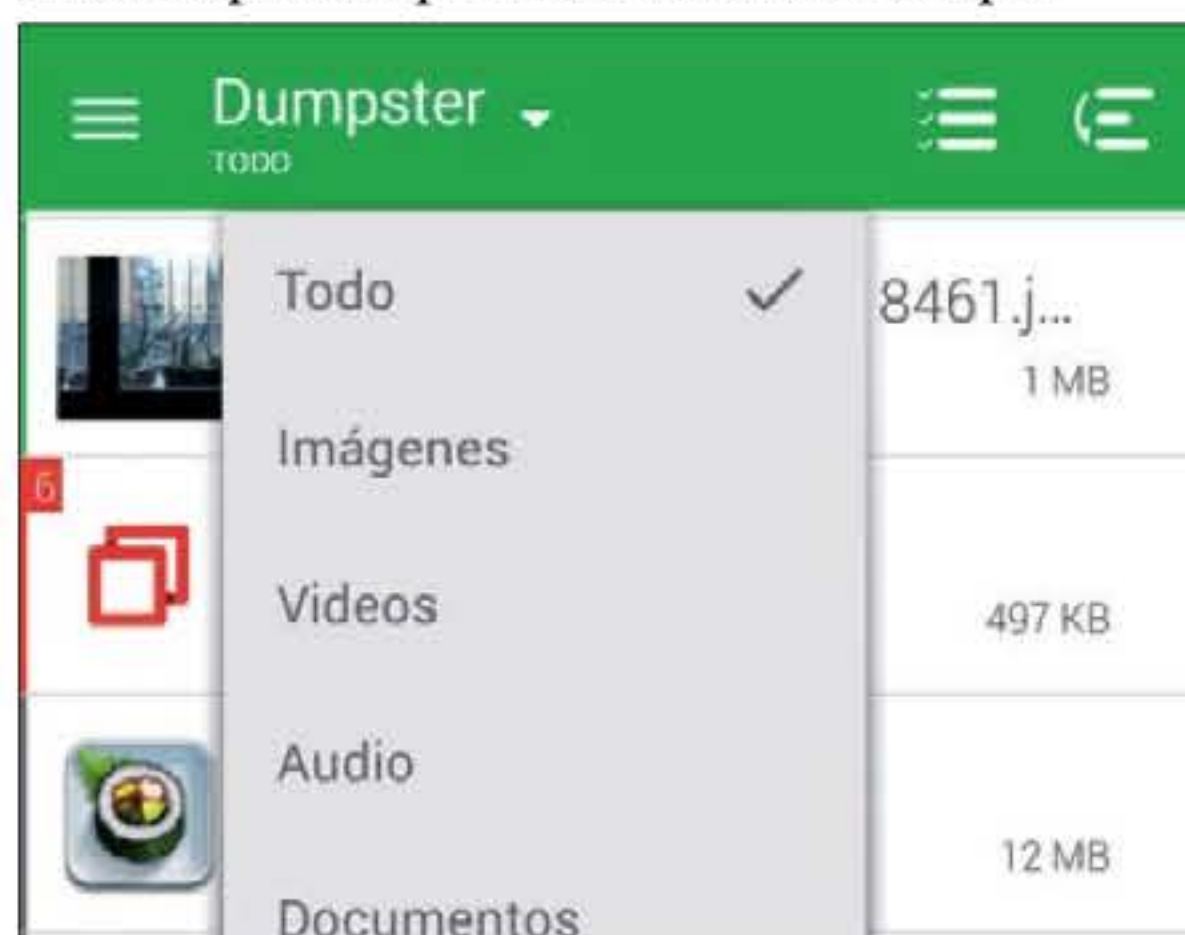 Dumpster
TODO
Todo
8461.j...
1 MB
Imágenes
6
Videos
497 KB
Audio
12 MB
Documentos